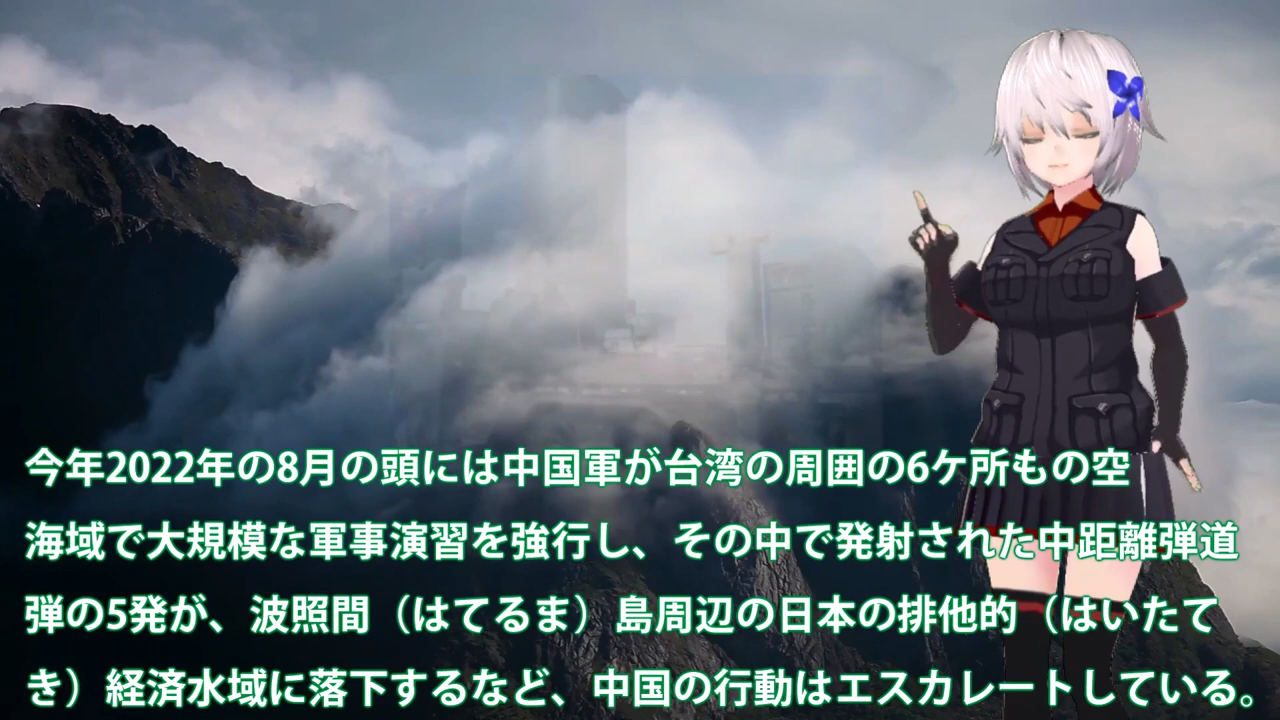 今年2022年の8月の頭には中国軍が台湾の周囲の6ケ所もの空
海域で大規模な軍事演習を強行し、その中で発射された中距離弾道
弾の5発が、波照間（はてるま）島周辺の日本の排他的（はいたて
き）経済水域に落下するなど、中国の行動はエスカレートしている。